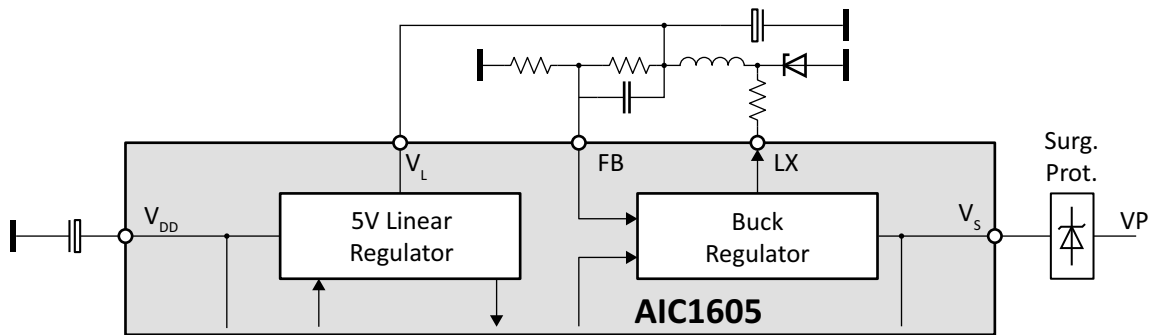 V_L
FB
LX
Surg.
Prot.
V_DD
5V Linear
Regulator
Buck
Regulator
V_S
VP
AIC1605